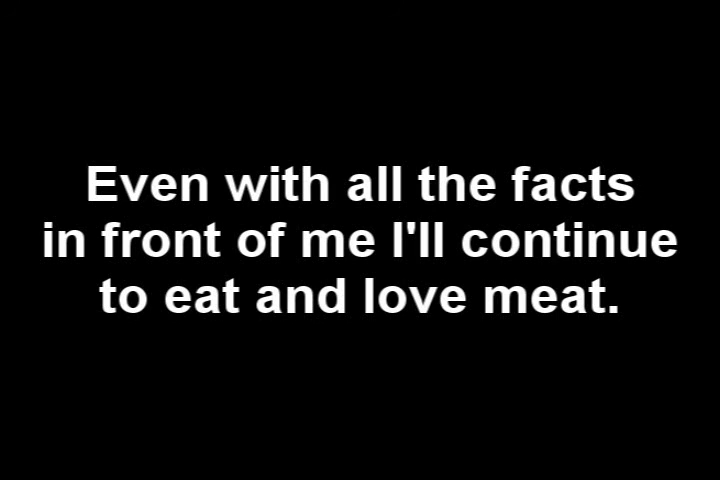 Even with all the facts
in front of me I'll continue
to eat and love meat.